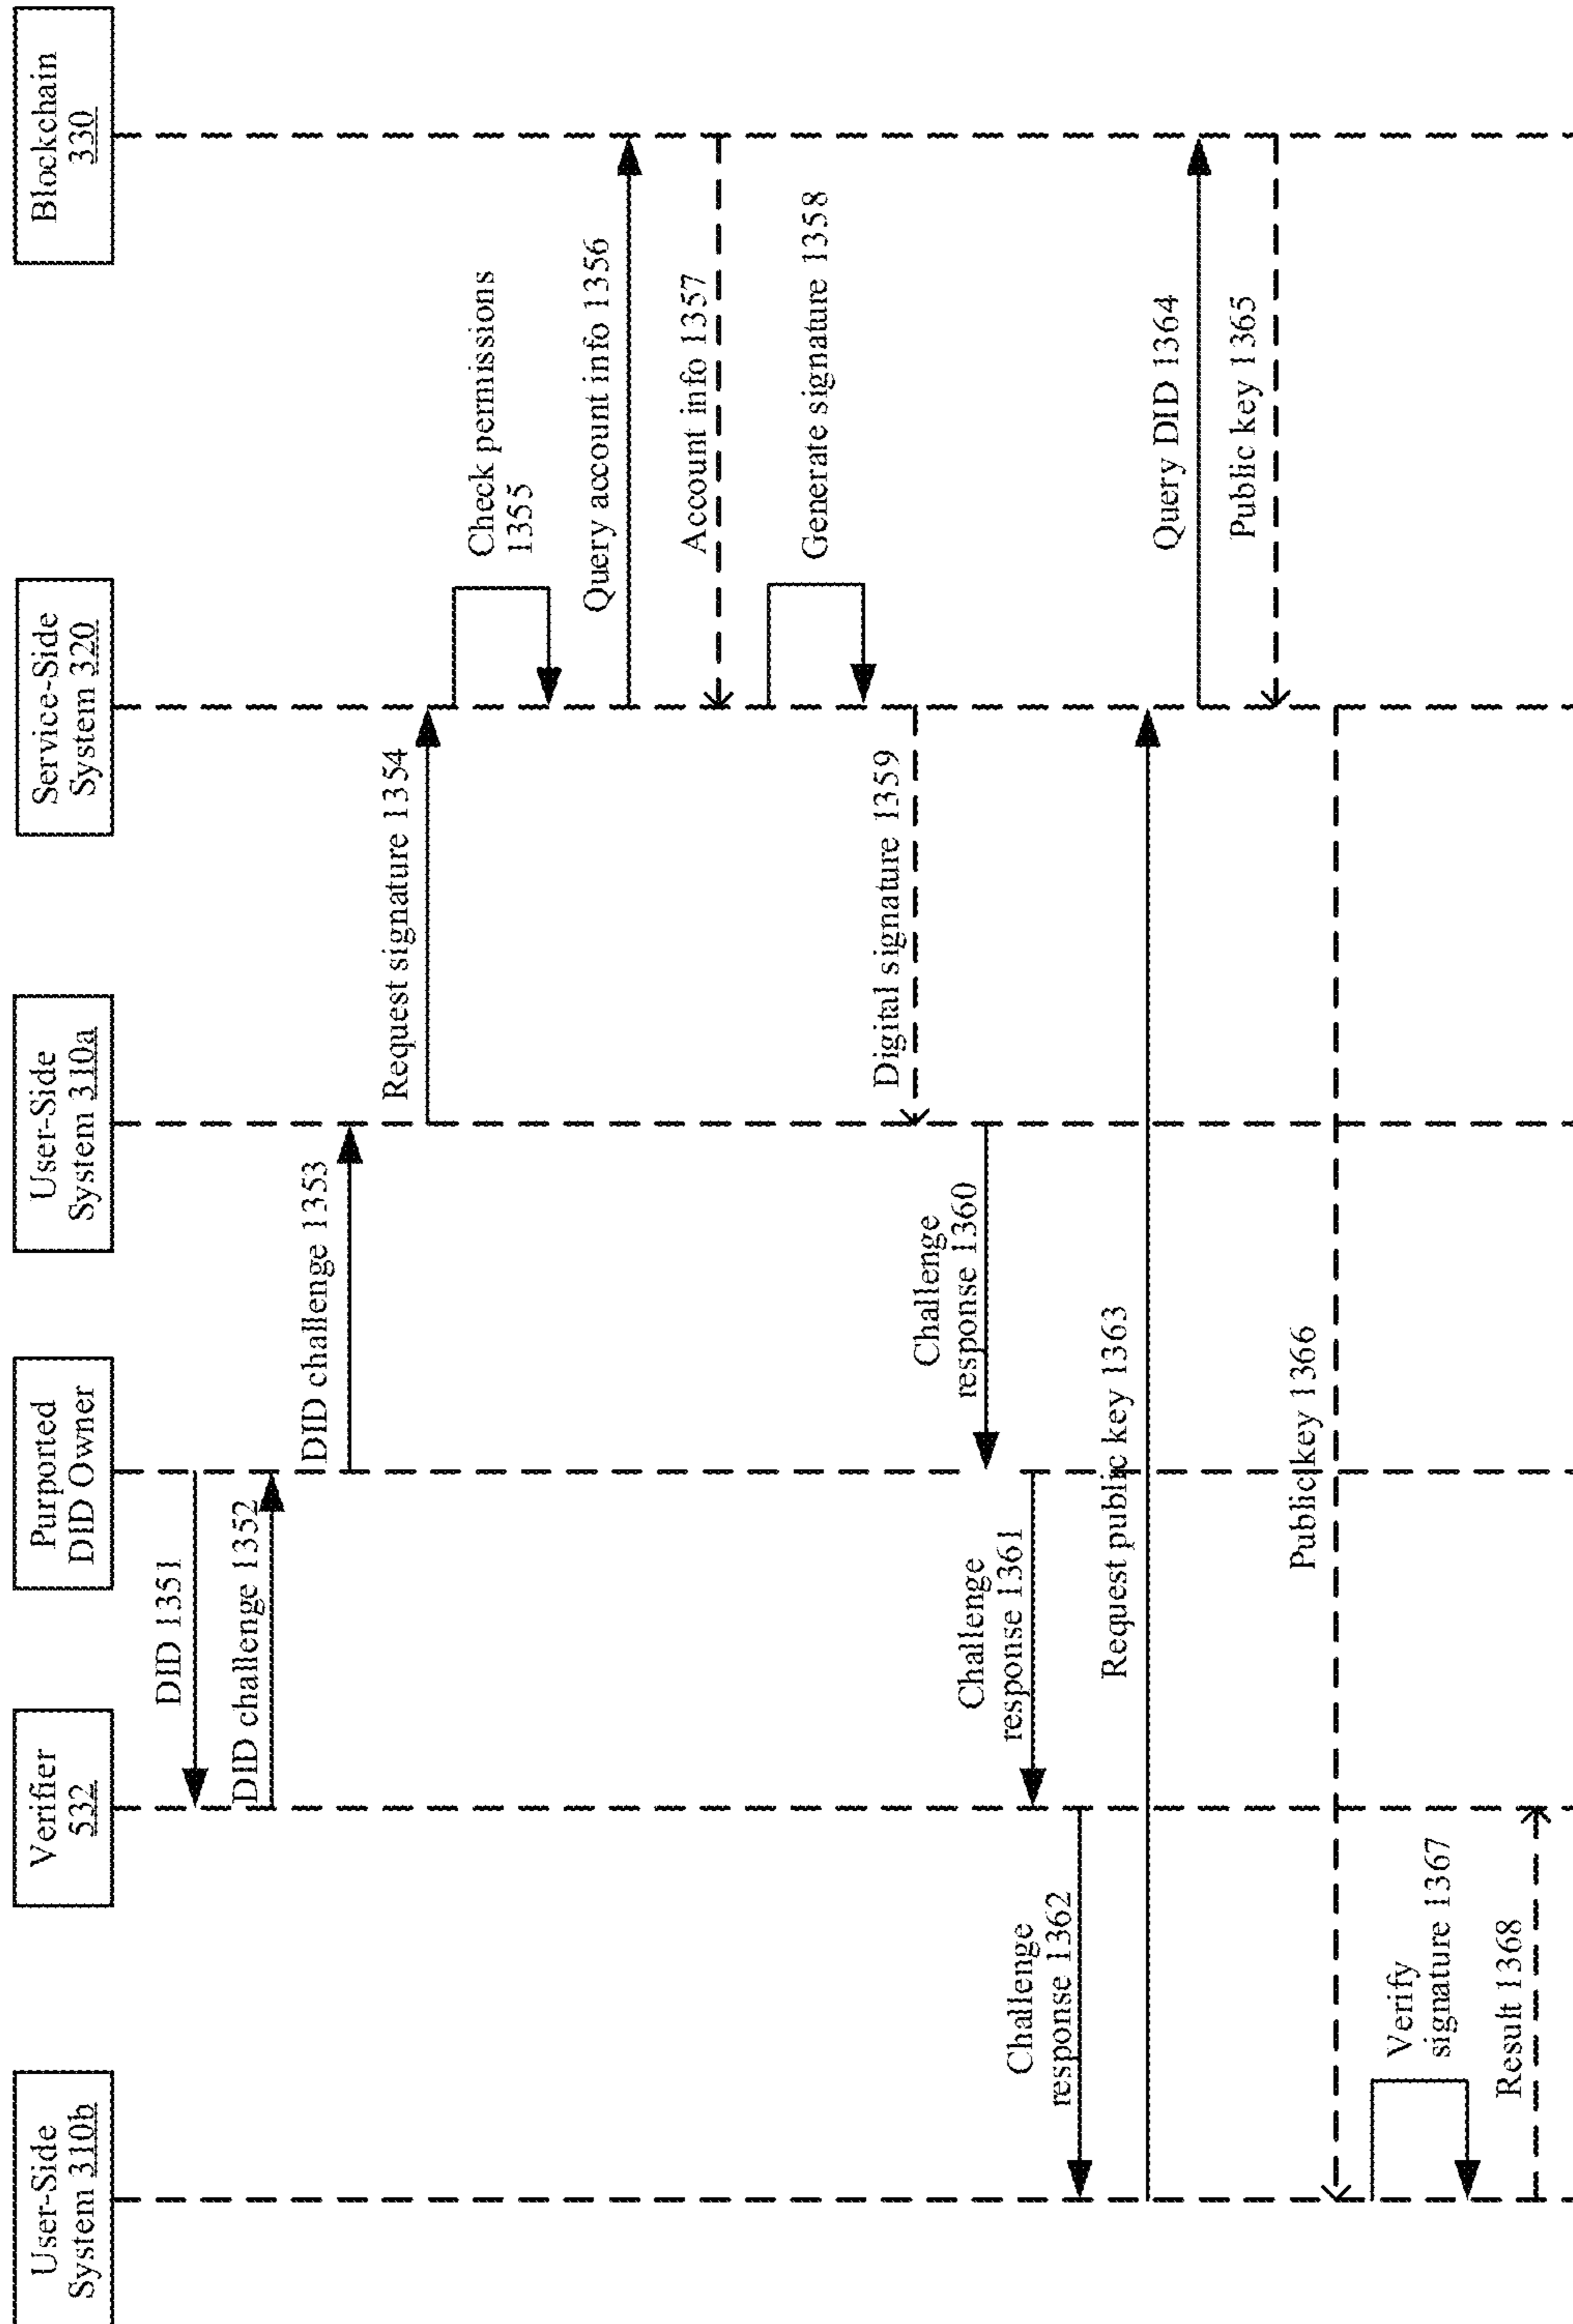 User-Side
System 310b
Verifier
532
Purported
DID Owner
User-Side
System 310a
Service-Side
System 320
Blockchain
330
DID 1351
DID challenge 1352
DID challenge 1353
Request signature 1354
Check permissions
1355
Query account info 1356
Account info 1357
Generate signature 1358
Digital signature 1359
Challenge
response 1360
Challenge
response 1361
Challenge
response 1362
Request public key 1363
Query DID 1364
Public key 1365
Public key 1366
Verify
signature 1367
Result 1368